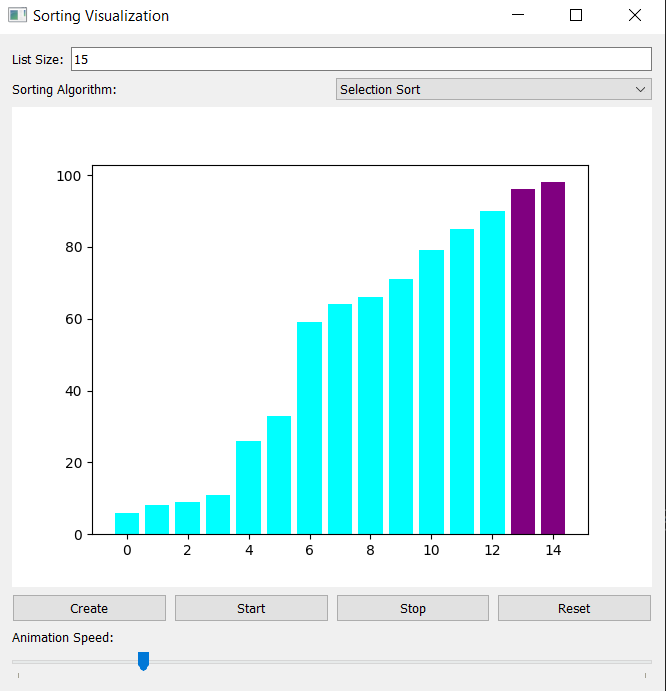 Sorting Visualization
List Size: 15
Sorting Algorithm: Selection Sort
100
80
60
40
20
0
0 2 4 6 8 10 12 14
Create Start Stop Reset
Animation Speed: